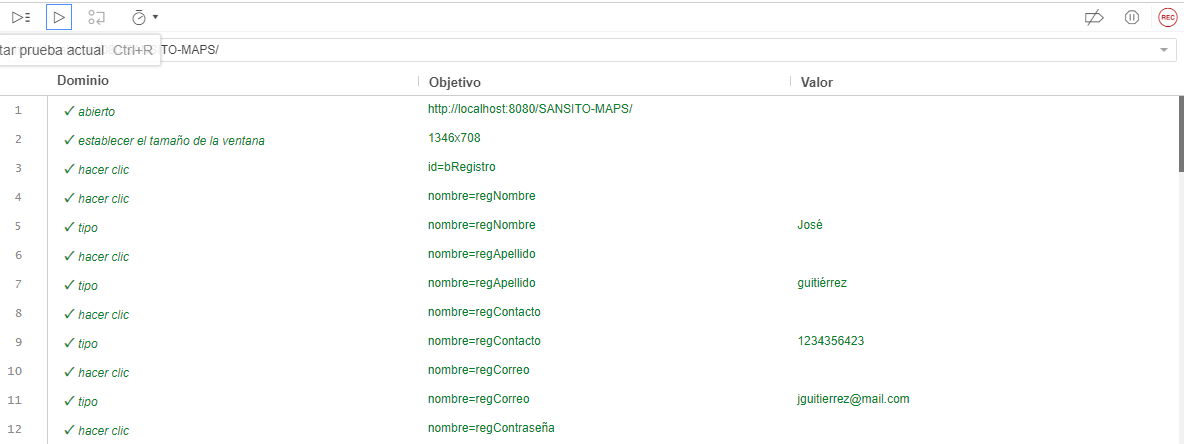 REC
tar prueba actual Ctrl+R
TO-MAPS/
Dominio Objetivo Valor
1 ✓ abierto http://localhost:8080/SANSITO-MAPS/
2 ✓ establecer el tamaño de la ventana 1346x708
3 ✓ hacer clic id=bRegistro
4 ✓ hacer clic nombre=regNombre
5 ✓ tipo nombre=regNombre José
6 ✓ hacer clic nombre=regApellido
7 ✓ tipo nombre=regApellido guitiérrez
8 ✓ hacer clic nombre=regContacto
9 ✓ tipo nombre=regContacto 1234356423
10 ✓ hacer clic nombre=regCorreo
11 ✓ tipo nombre=regCorreo jguitierrez@mail.com
12 ✓ hacer clic nombre=regContraseña